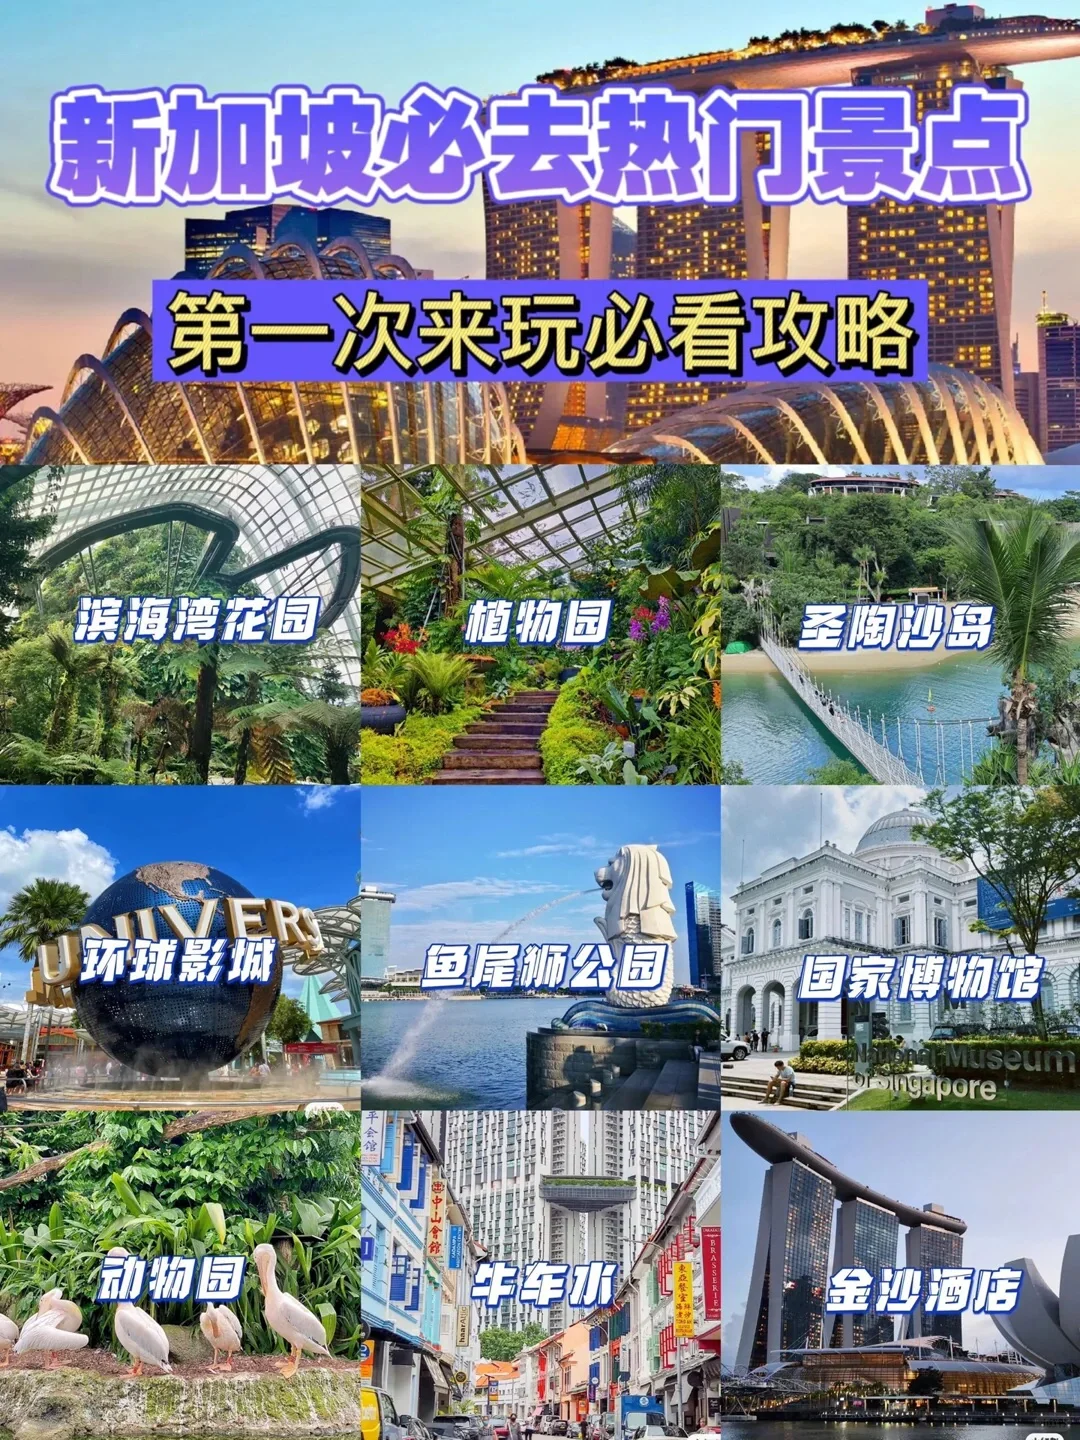 新加坡必去热门景点
第一次来玩必看攻略
滨海湾花园
植物园
圣陶沙岛
UNIVERS
环球影城
鱼尾狮公园
国家博物馆
National Museum
of Singapore
动物园
中山會館
牛车水
BRASSERIE
金沙酒店